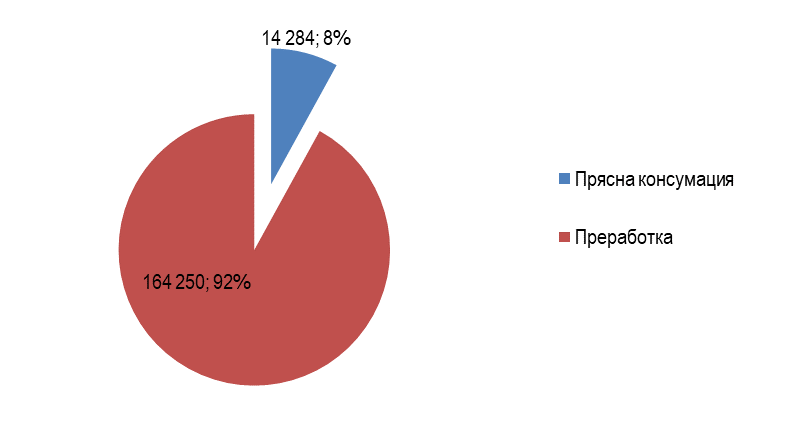 14 284; 8%
Прясна консумация
Преработка
164 250; 92%